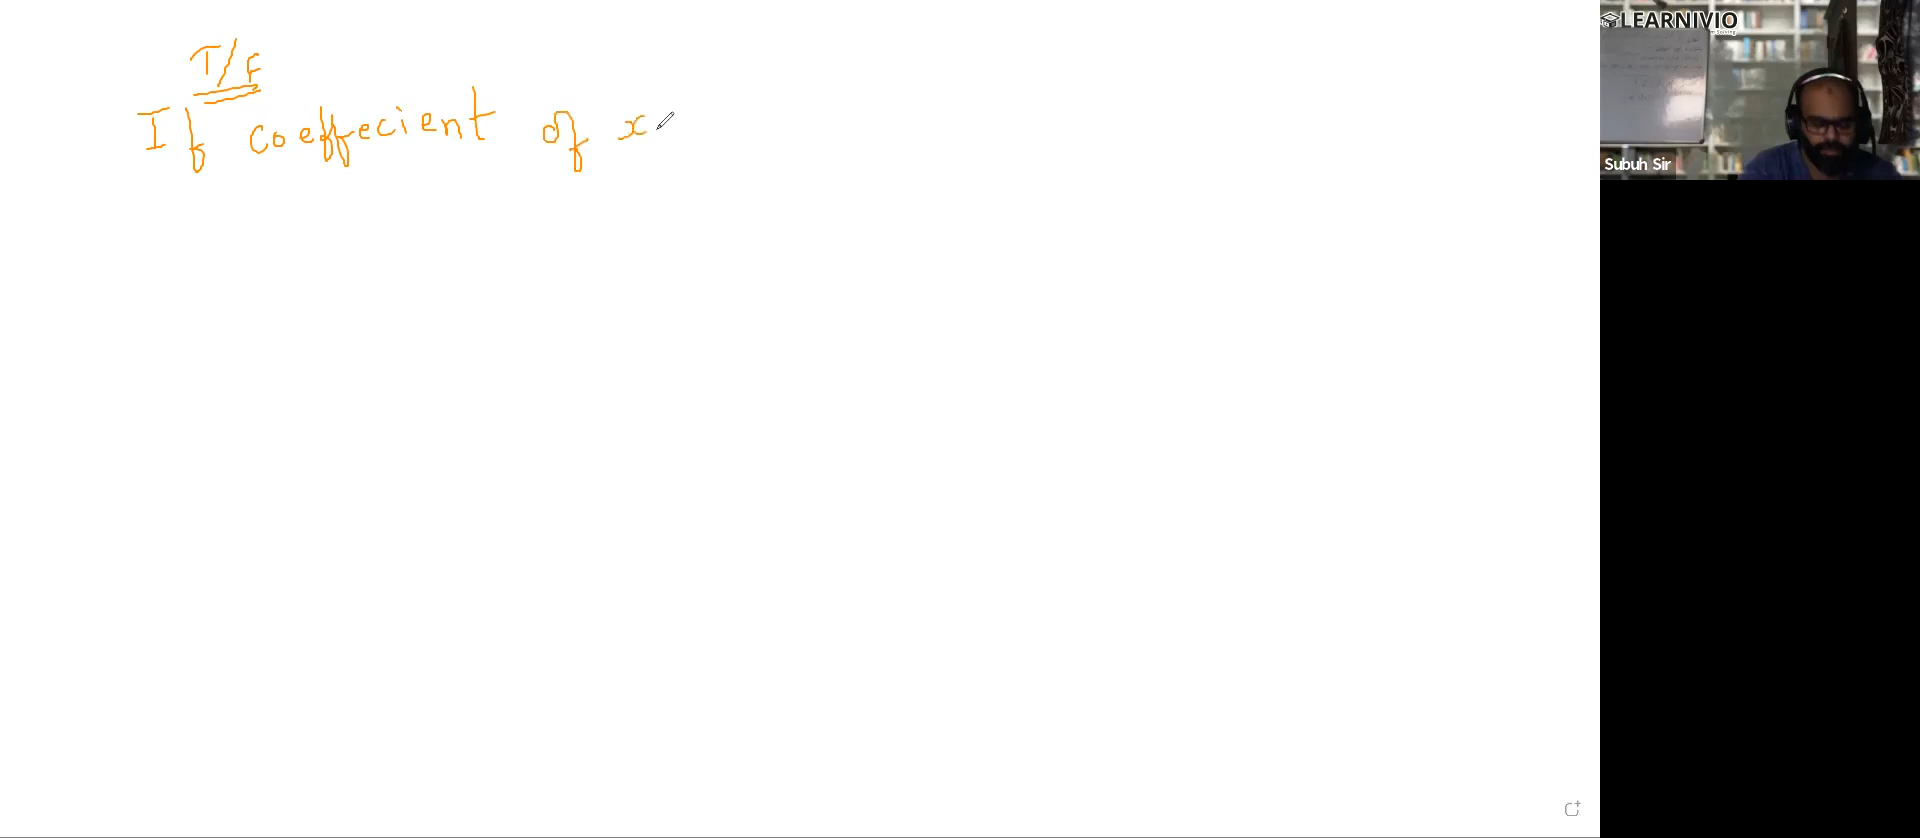 T/F
If coeffecient of x
LEARNIVIO
Subuh Sir